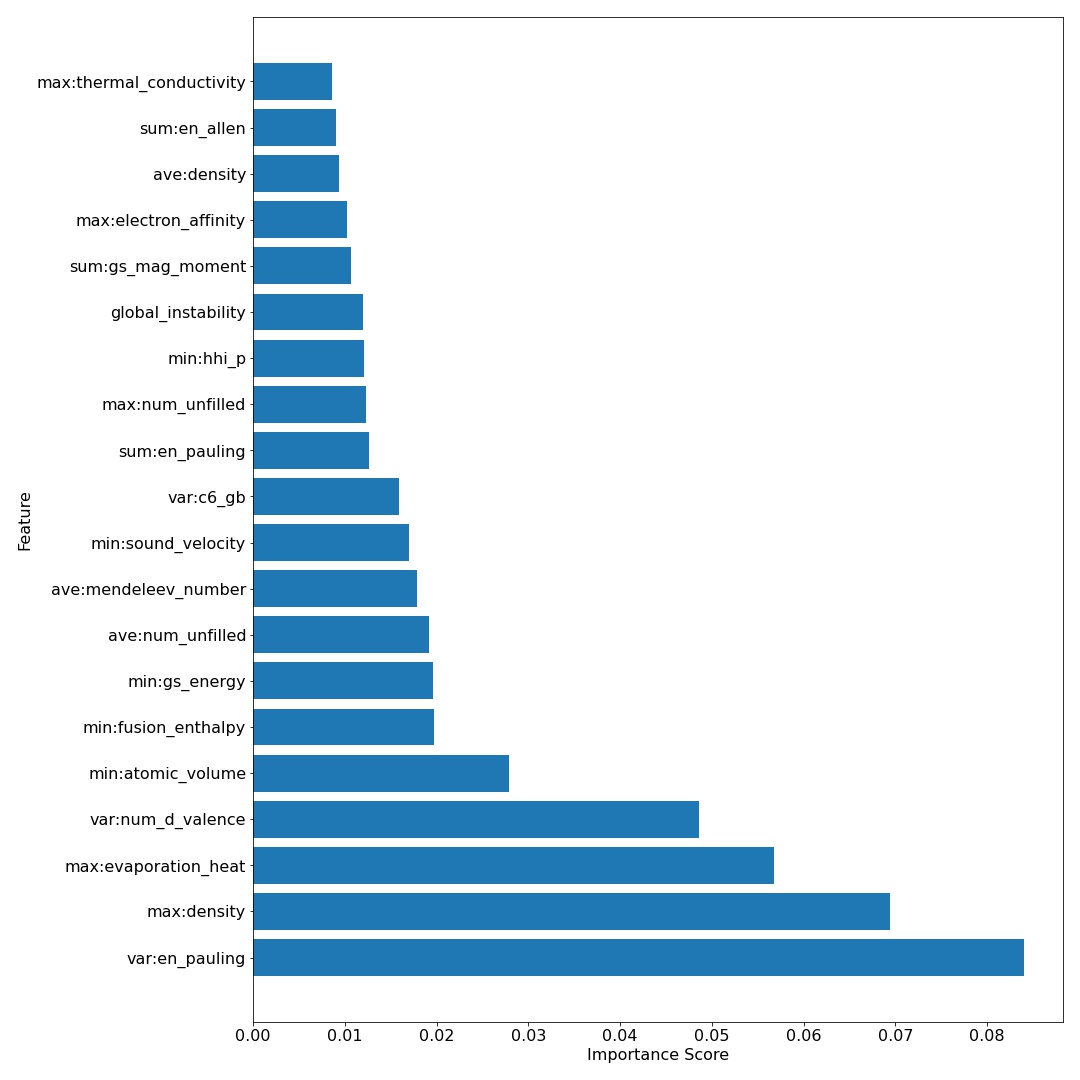 max:thermal_conductivity
sum:en_allen
ave:density
max:electron_affinity
sum:gs_mag_moment
global_instability
min:hhi_p
max:num_unfilled
sum:en_pauling
var:c6_gb
min:sound_velocity
ave:mendeleev_number
ave:num_unfilled
min:gs_energy
min:fusion_enthalpy
min:atomic_volume
var:num_d_valence
max:evaporation_heat
max:density
var:en_pauling
Feature
0.00 0.01 0.02 0.03 0.04 0.05 0.06 0.07 0.08
Importance Score